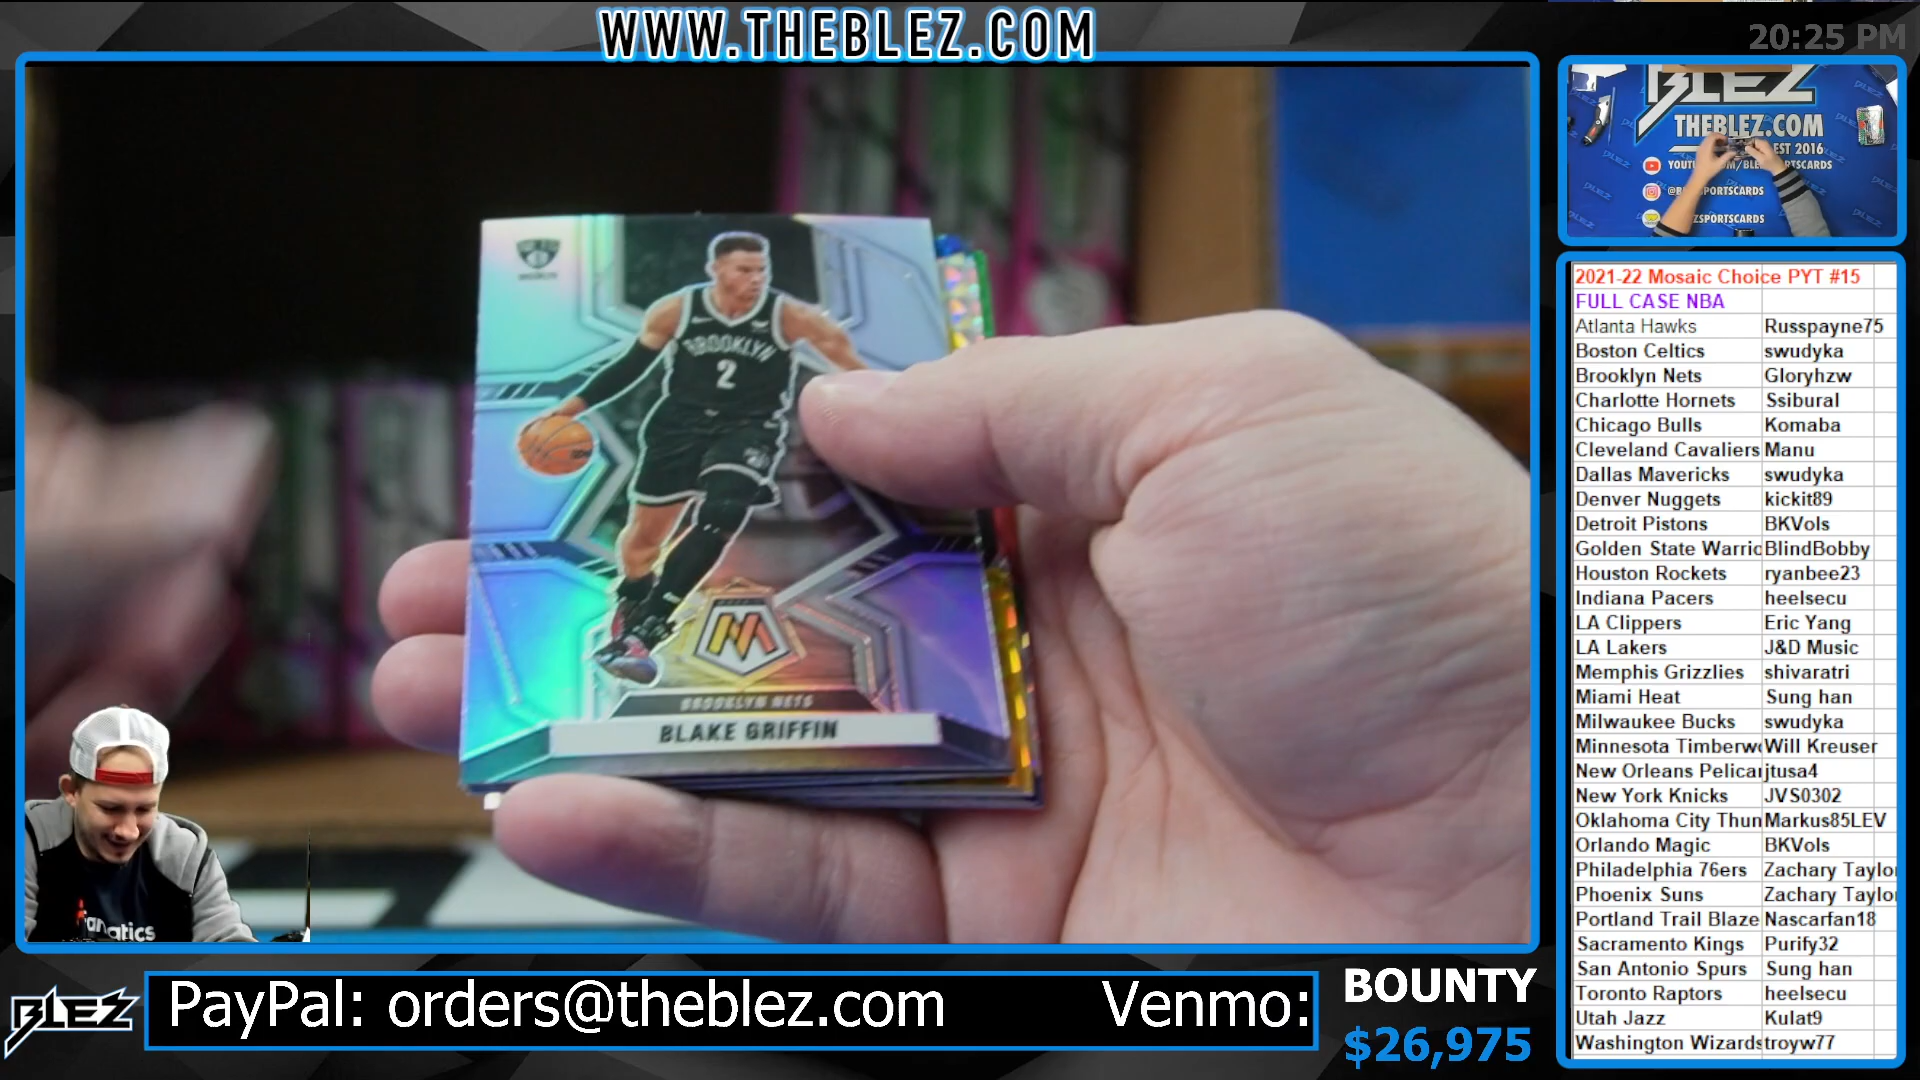 WWW.THEBLEZ.COM
20:25 PM
BROOKLYN
2
BROOKLYN NETS
BLAKE GRIFFIN
BLEZ
THEBLEZ.COM
EST 2016
2021-22 Mosaic Choice PYT #15
FULL CASE NBA
Atlanta Hawks Russpayne75
Boston Celtics swudyka
Brooklyn Nets Gloryhzw
Charlotte Hornets Ssibural
Chicago Bulls Komaba
Cleveland Cavaliers Manu
Dallas Mavericks swudyka
Denver Nuggets kickit89
Detroit Pistons BKVols
Golden State Warric BlindBobby
Houston Rockets ryanbee23
Indiana Pacers heelsecu
LA Clippers Eric Yang
LA Lakers J&D Music
Memphis Grizzlies shivaratri
Miami Heat Sung han
Milwaukee Bucks swudyka
Minnesota Timberw Will Kreuser
New Orleans Pelica jtusa4
New York Knicks JVS0302
Oklahoma City Thun Markus85LEV
Orlando Magic BKVols
Philadelphia 76ers Zachary Taylo
Phoenix Suns Zachary Taylo
Portland Trail Blaze Nascarfan18
Sacramento Kings Purify32
San Antonio Spurs Sung han
Toronto Raptors heelsecu
Utah Jazz Kulat9
Washington Wizards troyw77
BLEZ
PayPal: orders@theblez.com Venmo:
BOUNTY
$26,975